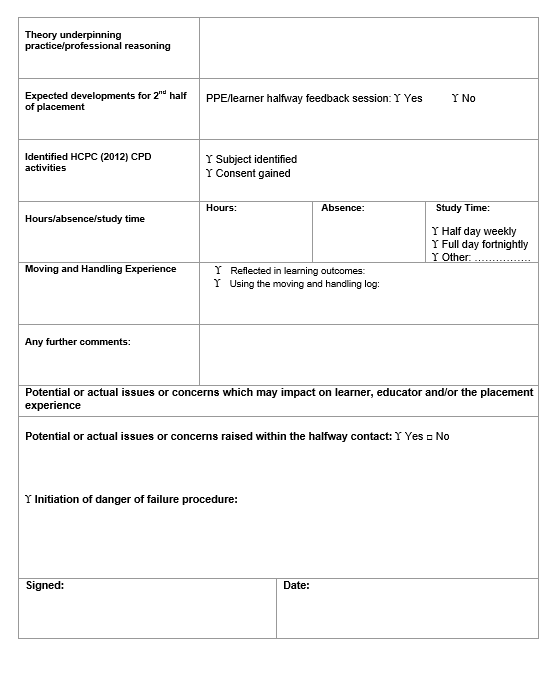 Theory underpinning
practice/professional reasoning
Expected developments for 2nd half
of placement
PPE/learner halfway feedback session: ϒ Yes ϒ No
Identified HCPC (2012) CPD
activities
ϒ Subject identified
ϒ Consent gained
Hours/absence/study time
Hours:
Absence:
Study Time:
ϒ Half day weekly
ϒ Full day fortnightly
ϒ Other: ................
Moving and Handling Experience
ϒ Reflected in learning outcomes:
ϒ Using the moving and handling log:
Any further comments:
Potential or actual issues or concerns which may impact on learner, educator and/or the placement
experience
Potential or actual issues or concerns raised within the halfway contact: ϒ Yes □ No
ϒ Initiation of danger of failure procedure:
Signed:
Date: